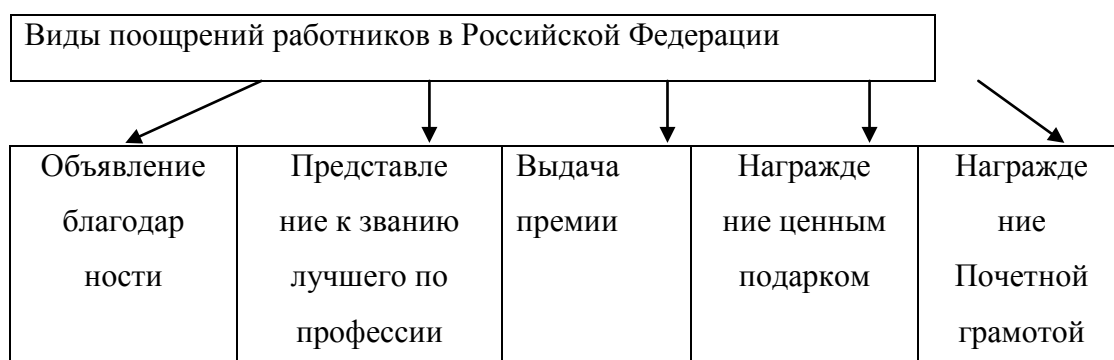 Виды поощрений работников в Российской Федерации
Объявление
благодар
ности
Представле
ние к званию
лучшего по
профессии
Выдача
премии
Награжде
ние ценным
подарком
Награжде
ние
Почетной
грамотой